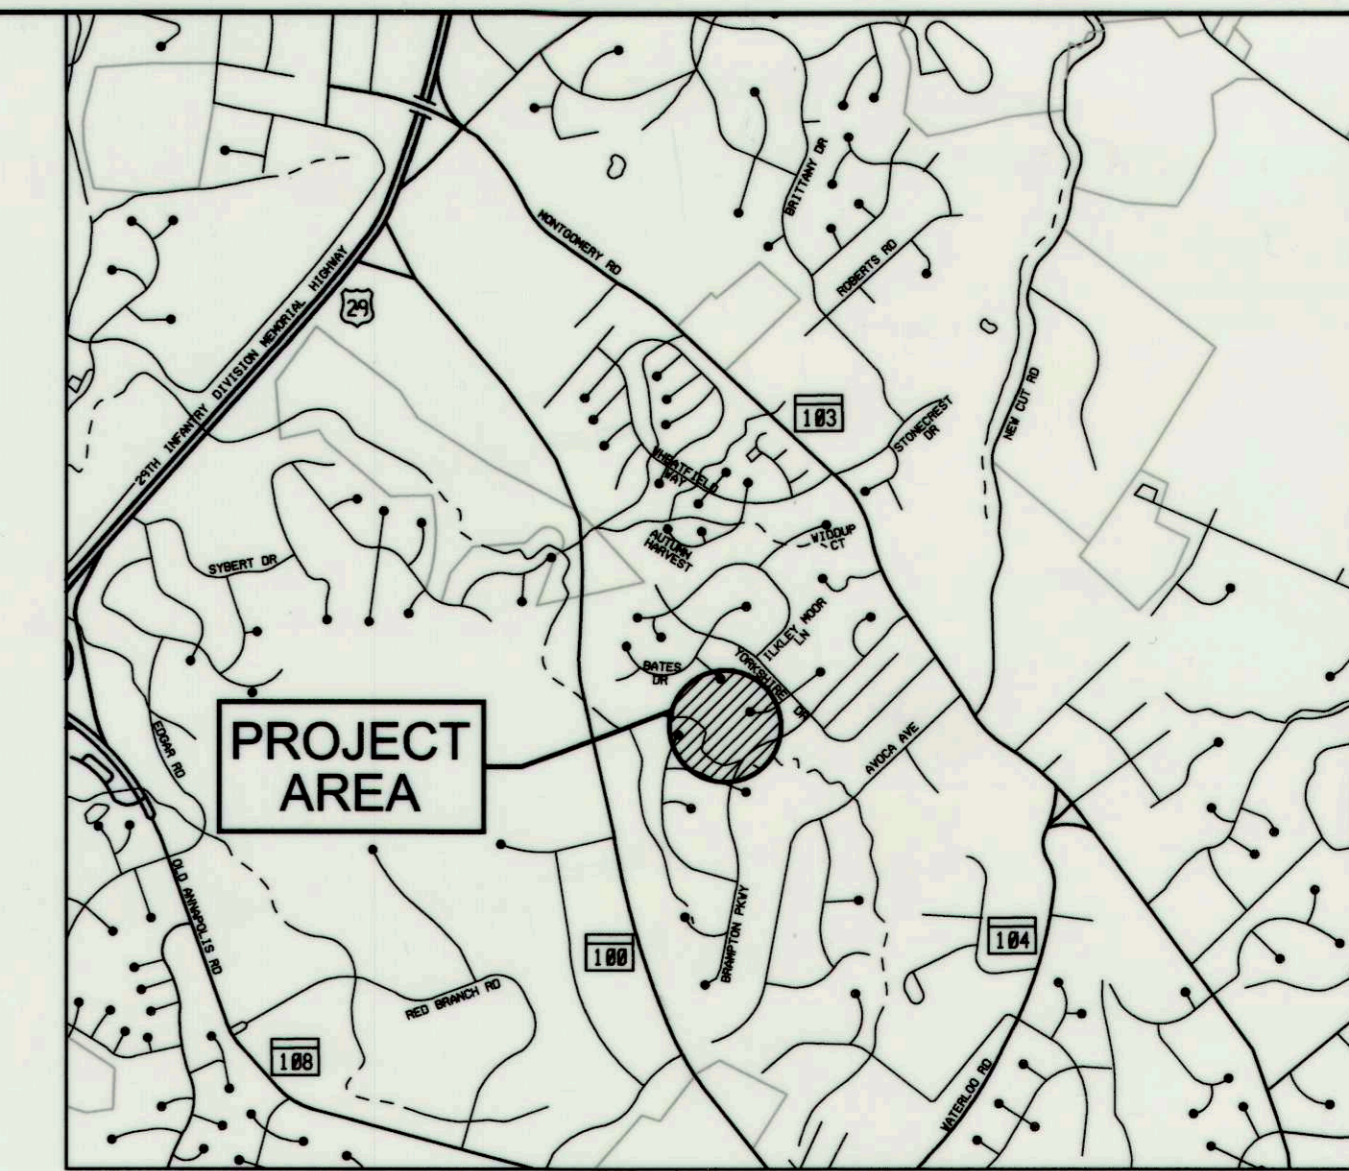 BRITTANY DR
MONTGOMERY RD
ROBERTS RD
29TH INFANTRY DIVISION MEMORIAL HIGHWAY
29
103
STONECREST
DR
NEW CUT RD
WHEATFIELD
WAY
AUTUMN
HARVEST
WIDDUP
CT
SYBERT DR
ILKLEY MOOR
LN
YORKSHIRE DR
BATES
DR
PROJECT
AREA
EDGAR RD
AVOCA AVE
OLD ANNAPOLIS RD
BRAMPTON PKWY
100
104
RED BRANCH RD
108
WATERLOO RD